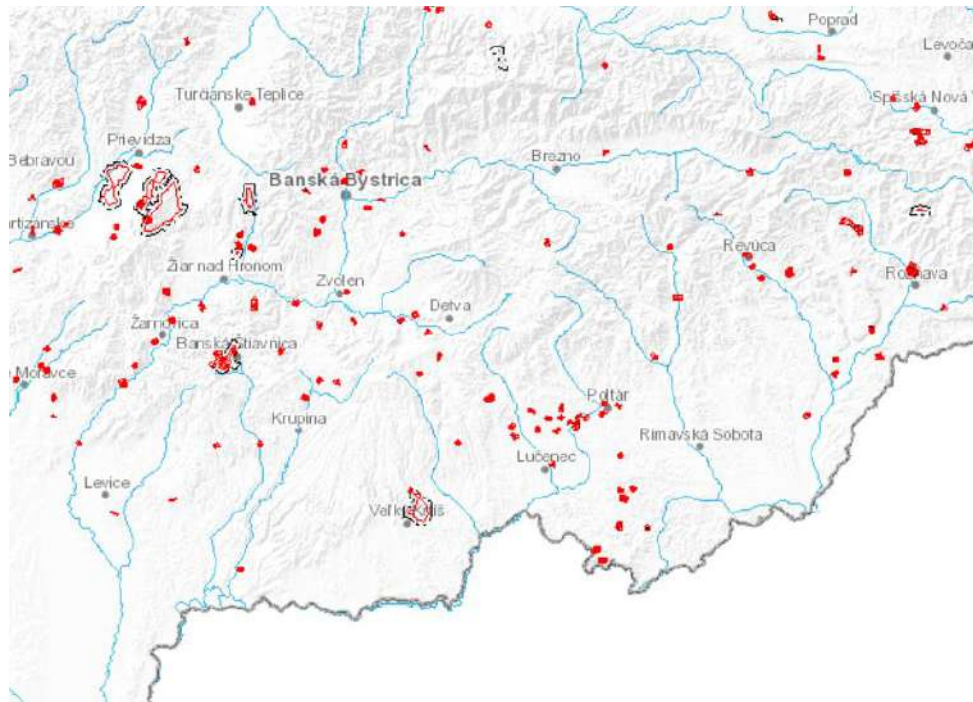 Poprad
Levoča
Turčianske Teplice
Spišská Nová V
Prievidza
Bebravou
Brezno
Banská Bystrica
artizánske
Revúca
Žiar nad Hronom
Rožňava
Zvolen
Detva
Žarnovica
Banská Štiavnica
Moravce
Poltár
Krupina
Rimavská Sobota
Lučenec
Levice
Veľký Krtíš